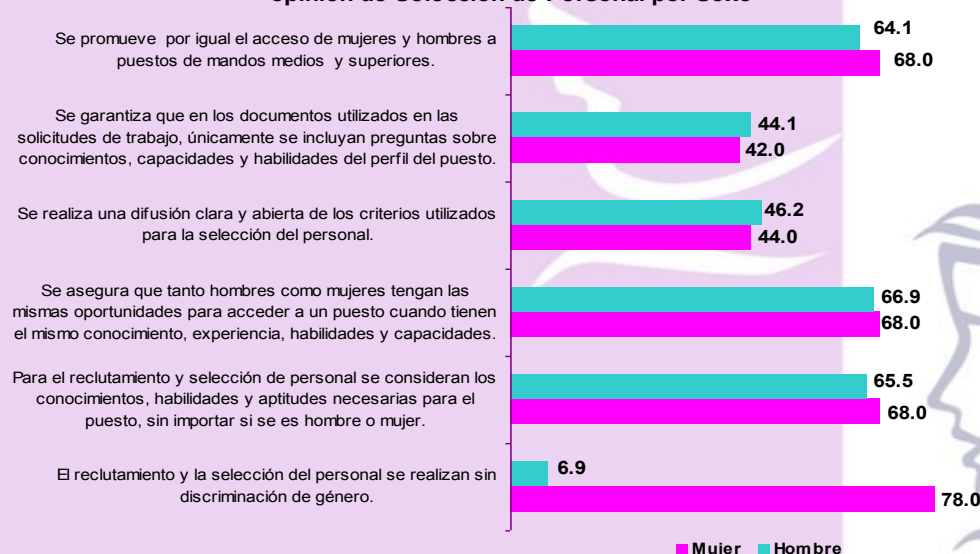 opinión de Selección de Personal por Sexo
Se promueve por igual el acceso de mujeres y hombres a
puestos de mandos medios y superiores.
64.1
68.0
Se garantiza que en los documentos utilizados en las
solicitudes de trabajo, únicamente se incluyan preguntas sobre
conocimientos, capacidades y habilidades del perfil del puesto.
44.1
42.0
Se realiza una difusión clara y abierta de los criterios utilizados
para la selección del personal.
46.2
44.0
Se asegura que tanto hombres como mujeres tengan las
mismas oportunidades para acceder a un puesto cuando tienen
el mismo conocimiento, experiencia, habilidades y capacidades.
66.9
68.0
Para el reclutamiento y selección de personal se consideran los
conocimientos, habilidades y aptitudes necesarias para el
puesto, sin importar si se es hombre o mujer.
65.5
68.0
El reclutamiento y la selección del personal se realizan sin
discriminación de género.
6.9
78.0
Mujer Hombre